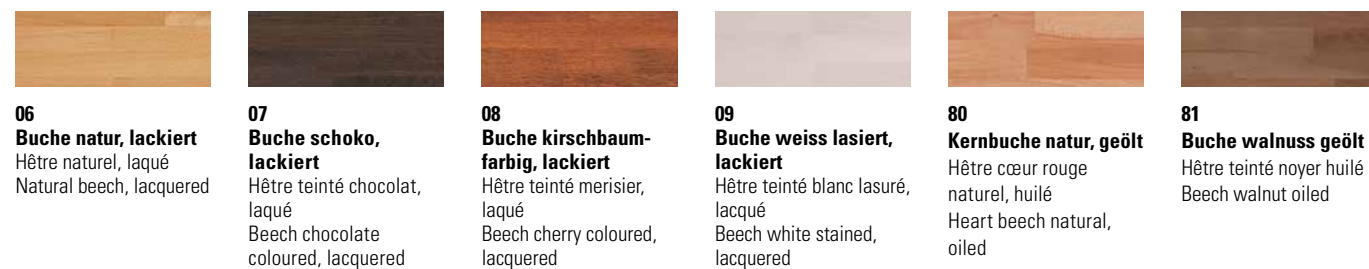 06
Buche natur, lackiert
Hêtre naturel, laqué
Natural beech, lacquered
07
Buche schoko,
lackiert
Hêtre teinté chocolat,
laqué
Beech chocolate
coloured, lacquered
08
Buche kirschbaum-
farbig, lackiert
Hêtre teinté merisier,
laqué
Beech cherry coloured,
lacquered
09
Buche weiss lasiert,
lackiert
Hêtre teinté blanc lasuré,
lacqué
Beech white stained,
lacquered
80
Kernbuche natur, geölt
Hêtre cœur rouge
naturel, huilé
Heart beech natural,
oiled
81
Buche walnuss geölt
Hêtre teinté noyer huilé
Beech walnut oiled